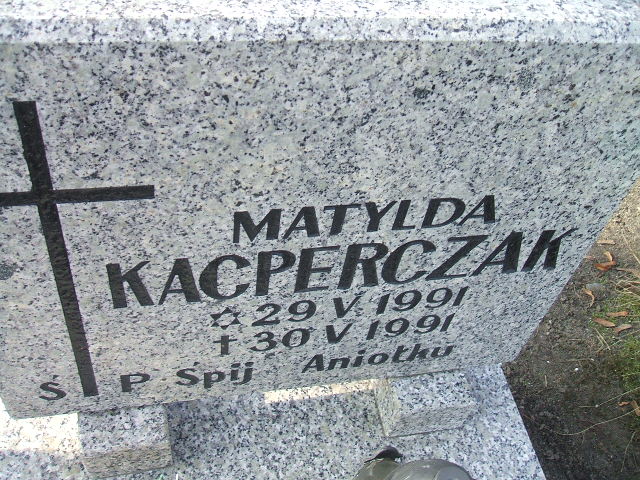 MATYLDA
KACPERCZAK
✡ 29 V 1991
† 30 V 1991
Ś P Śpij Aniołku